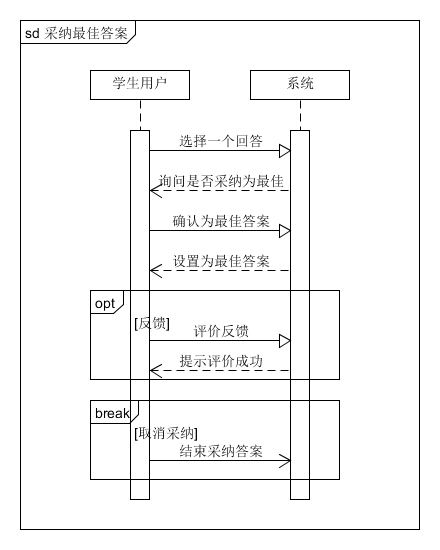 sd 采纳最佳答案
学生用户
系统
选择一个回答
询问是否采纳为最佳
确认为最佳答案
设置为最佳答案
opt
[反馈]
评价反馈
提示评价成功
break
[取消采纳]
结束采纳答案